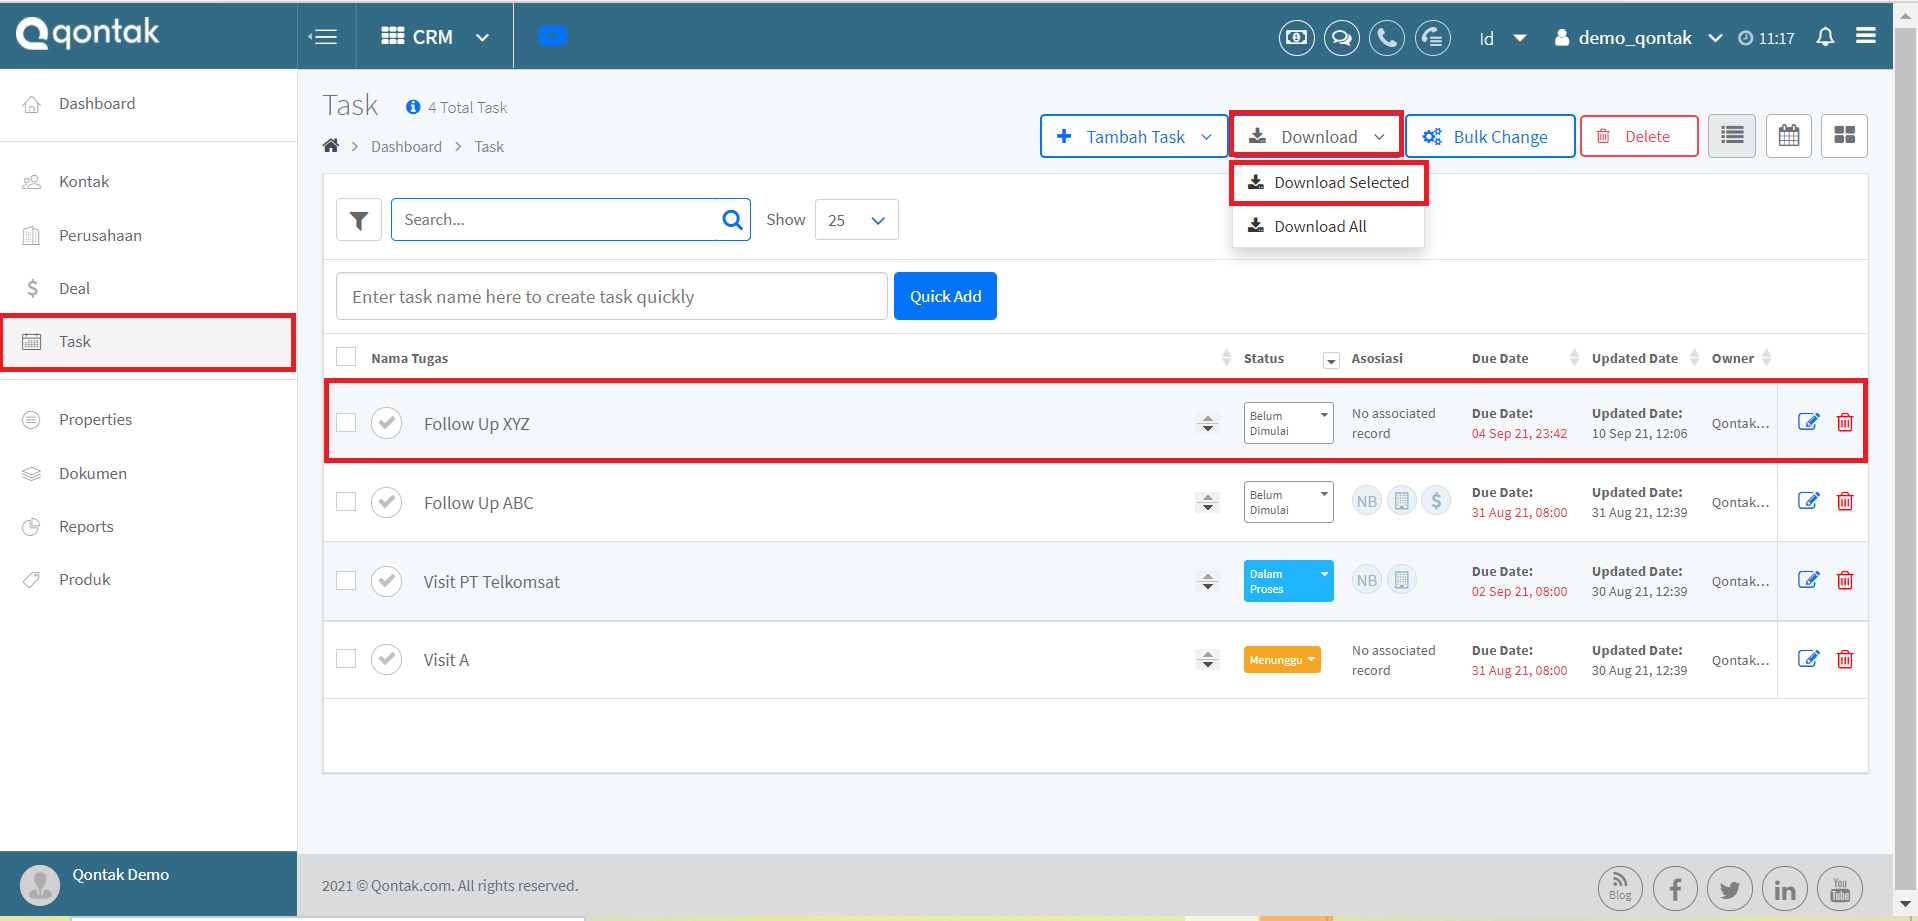 qontak
CRM
Id
demo_qontak
11:17
Dashboard
Kontak
Perusahaan
Deal
Task
Properties
Dokumen
Reports
Produk
Qontak Demo
Task
4 Total Task
Dashboard
Task
Tambah Task
Download
Bulk Change
Delete
Download Selected
Download All
Search...
Show
25
Enter task name here to create task quickly
Quick Add
Nama Tugas
Status
Asosiasi
Due Date
Updated Date
Owner
Follow Up XYZ
Belum
Dimulai
No associated
record
Due Date:
04 Sep 21, 23:42
Updated Date:
10 Sep 21, 12:06
Qontak...
Follow Up ABC
Belum
Dimulai
NB
Due Date:
31 Aug 21, 08:00
Updated Date:
31 Aug 21, 12:39
Qontak...
Visit PT Telkomsat
Dalam
Proses
NB
Due Date:
02 Sep 21, 08:00
Updated Date:
30 Aug 21, 12:39
Qontak...
Visit A
Menunggu
No associated
record
Due Date:
31 Aug 21, 08:00
Updated Date:
30 Aug 21, 12:39
Qontak...
2021 © Qontak.com. All rights reserved.
Blog
You
Tube